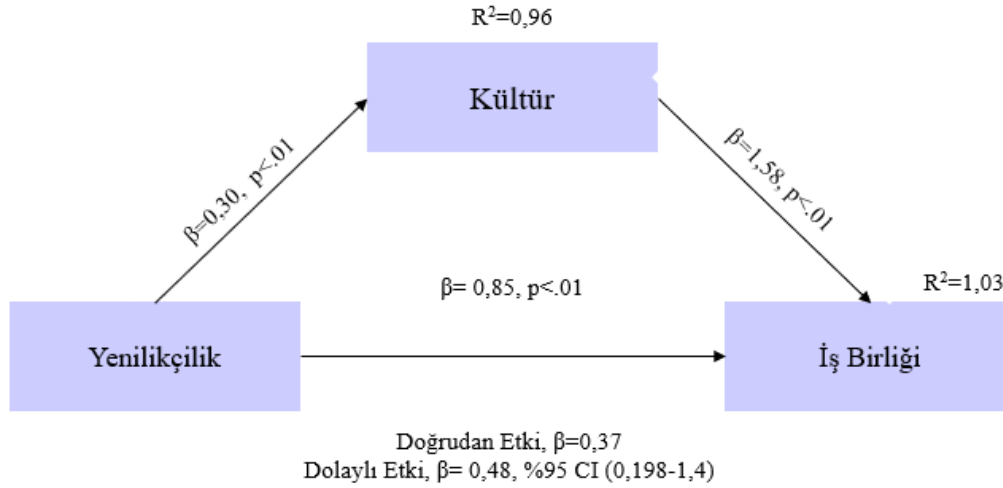 R²=0,96
Kültür
β=0,30, p<.01
β=1,58, p<.01
β= 0,85, p<.01
R²=1,03
Yenilikçilik
İş Birliği
Doğrudan Etki, β=0,37
Dolaylı Etki, β= 0,48, %95 CI (0,198-1,4)